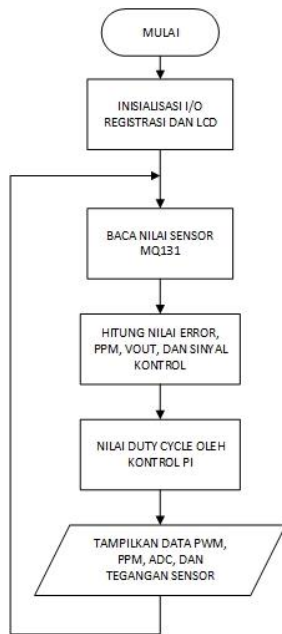 MULAI
INISIALISASI I/O
REGISTRASI DAN LCD
BACA NILAI SENSOR
MQ131
HITUNG NILAI ERROR,
PPM, VOUT, DAN SINYAL
KONTROL
NILAI DUTY CYCLE OLEH
KONTROL PI
TAMPILKAN DATA PWM,
PPM, ADC, DAN
TEGANGAN SENSOR